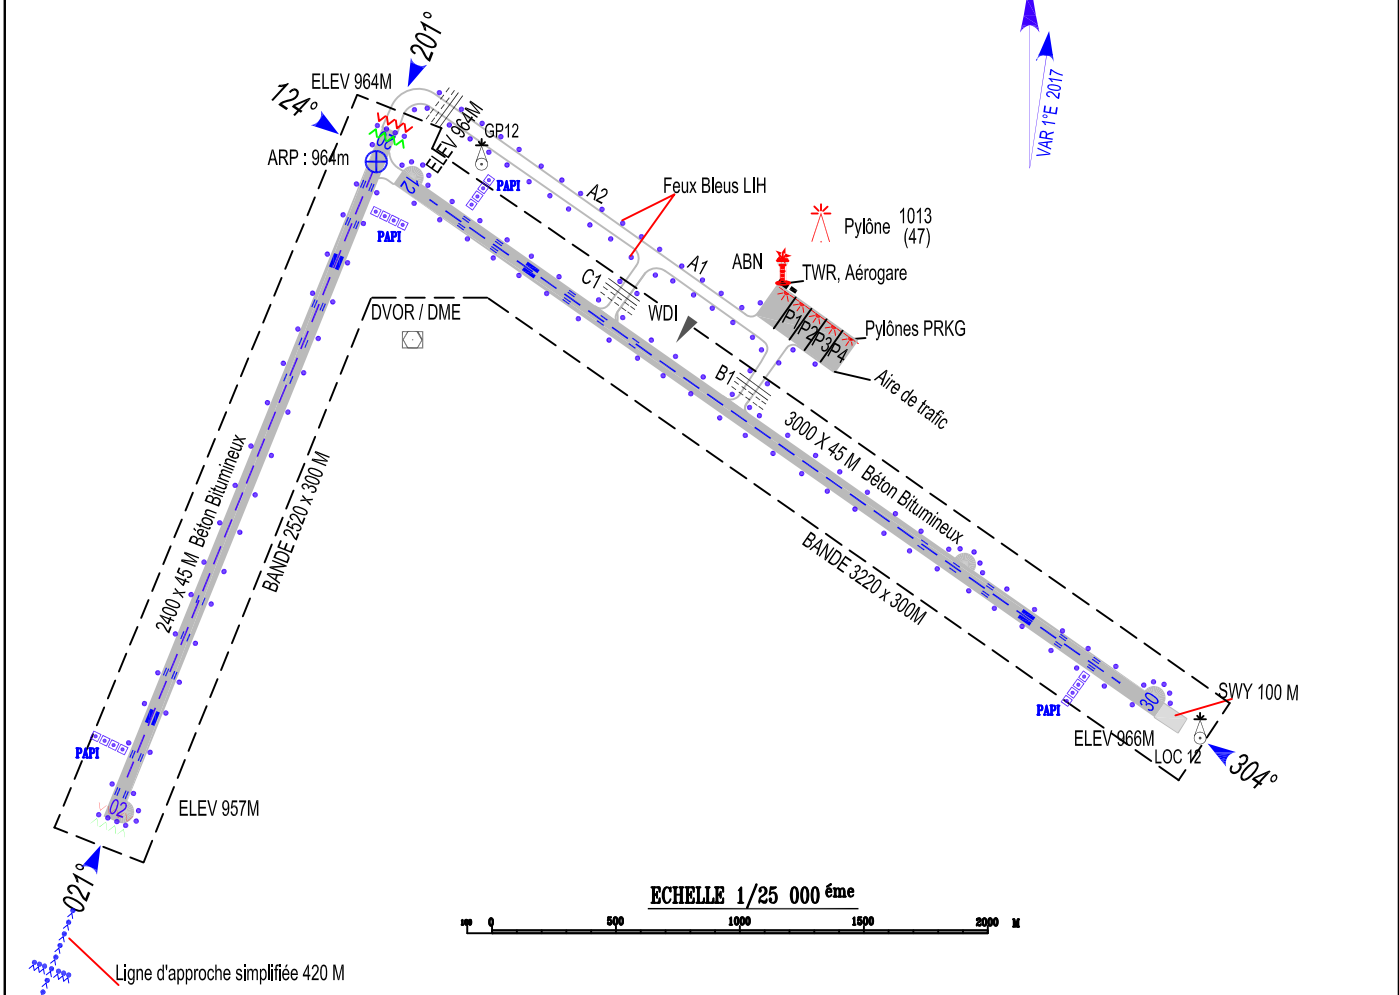 201°
ELEV 964M
124°
VAR 1°E 2017
ELEV 964M
GP12
20
ARP : 964m
12
PAPI
PAPI
Feux Bleus LIH
A2
Pylône 1013
(47)
A1
ABN
TWR, Aérogare
C1
DVOR / DME
WDI
P1
P2
P3
P4
Pylônes PRKG
B1
Aire de trafic
3000 X 45 M Béton Bitumineux
2400 x 45 M Béton Bitumineux
BANDE 2520 x 300 M
BANDE 3220 x 300M
SWY 100 M
30
PAPI
ELEV 966M
LOC 12
304°
PAPI
02
ELEV 957M
021°
ECHELLE 1/25 000 éme
100 0 500 1000 1500 2000 M
Ligne d'approche simplifiée 420 M